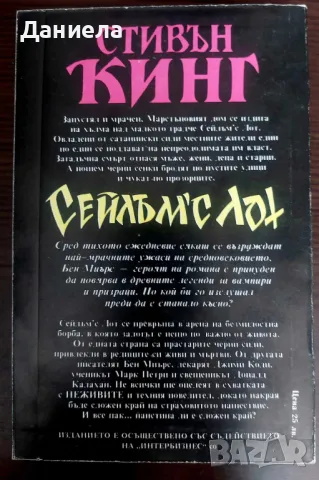 Даниела
СТИВЪН
КИНГ
Запустял и мрачен, Марстъновият дом се издига
на хълма над малкото градче Сейлъм'с Лот.
Овладени от сатанински сили местните жители един
по един се поддават на непреодолимата им власт.
Загадъчна смърт отнася мъже, жени, деца и старци.
А нощем черни сенки бродят по пустите улици
и чукат по прозорците.
СЕЙЛЪМ'С ЛОТ
Сред тихото ежедневие сякаш се възраждат
най-мрачните ужаси на средновековието.
Бен Миърс — героят на романа е принуден
да повярва в древните легенди за вампири
и призраци. Но кой би го изслушал
преди да е станало късно?
Сейлъм'с Лот се превръща в арена на безмилостна
борба, в която залогът е нещо по-важно от живота.
От едната страна са прастарите черни сили,
привлекли в редиците си живи и мъртви. От другата
писателят Бен Миърс, лекарят Джими Коди,
ученикът Марк Петри и свещеникът Доналд
Калахан. Не всички ще оцелеят в схватката
с НЕЖИВИТЕ и техния повелител, докато накрая
бъде сложен край на страховитото нашествие.
И все пак... наистина ли е сложен край?
ИЗДАНИЕТО Е ОСЪЩЕСТВЕНО СЪС СЪДЕЙСТВИЕТО
НА „ИНТЕРБИЗНЕС"
Цена 25 лв.
BAZAR